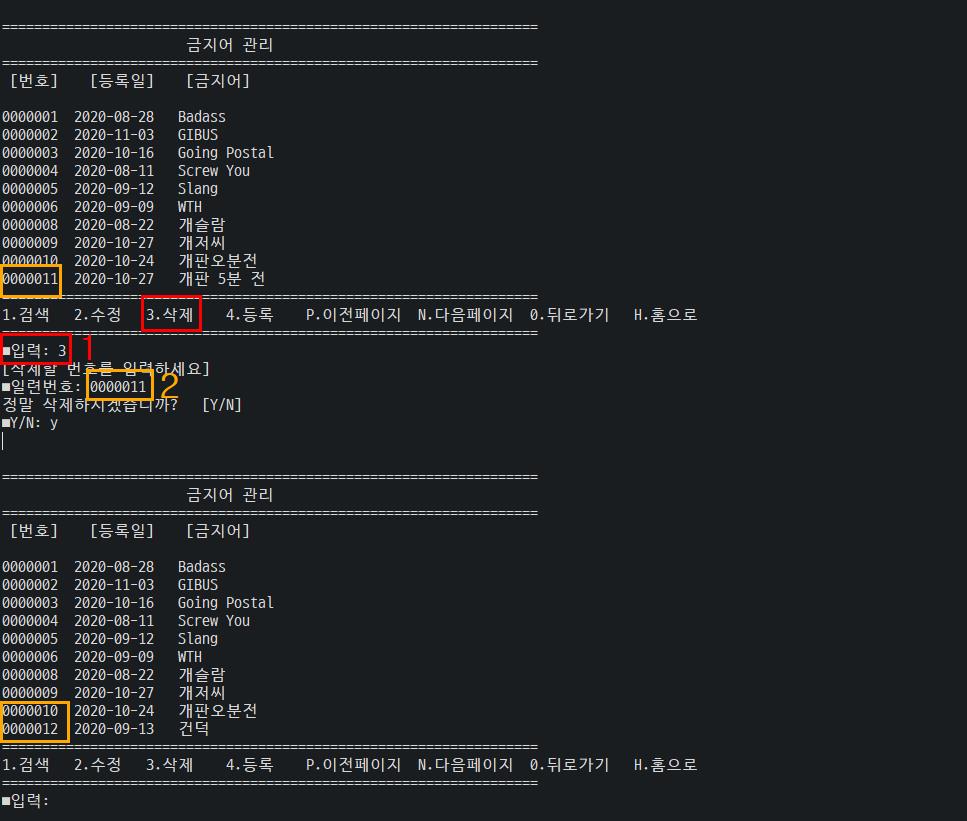 ===================================================================
금지어 관리
===================================================================
[번호] [등록일] [금지어]
0000001 2020-08-28 Badass
0000002 2020-11-03 GIBUS
0000003 2020-10-16 Going Postal
0000004 2020-08-11 Screw You
0000005 2020-09-12 Slang
0000006 2020-09-09 WTH
0000008 2020-08-22 개슬람
0000009 2020-10-27 개저씨
0000010 2020-10-24 개판오분전
0000011 2020-10-27 개판 5분 전
===================================================================
1.검색 2.수정 3.삭제 4.등록 P.이전페이지 N.다음페이지 0.뒤로가기 H.홈으로
===================================================================
■입력: 3 1
[삭제할 번호를 입력하세요]
■일련번호: 0000011 2
정말 삭제하시겠습니까? [Y/N]
■Y/N: y
===================================================================
금지어 관리
===================================================================
[번호] [등록일] [금지어]
0000001 2020-08-28 Badass
0000002 2020-11-03 GIBUS
0000003 2020-10-16 Going Postal
0000004 2020-08-11 Screw You
0000005 2020-09-12 Slang
0000006 2020-09-09 WTH
0000008 2020-08-22 개슬람
0000009 2020-10-27 개저씨
0000010 2020-10-24 개판오분전
0000012 2020-09-13 건덕
===================================================================
1.검색 2.수정 3.삭제 4.등록 P.이전페이지 N.다음페이지 0.뒤로가기 H.홈으로
===================================================================
■입력: